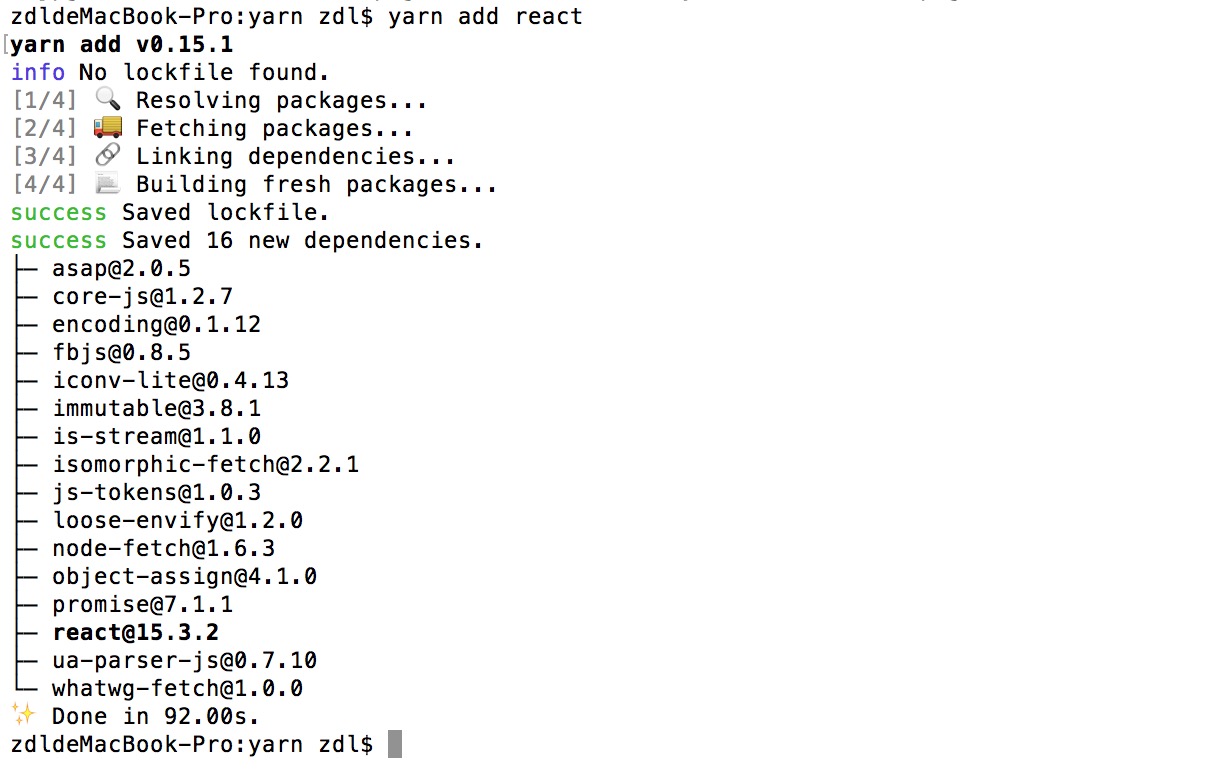 zdldeMacBook-Pro:yarn zdl$ yarn add react
[yarn add v0.15.1
info No lockfile found.
[1/4] 🔍 Resolving packages...
[2/4] 🚚 Fetching packages...
[3/4] 🔗 Linking dependencies...
[4/4] 📃 Building fresh packages...
success Saved lockfile.
success Saved 16 new dependencies.
├─ asap@2.0.5
├─ core-js@1.2.7
├─ encoding@0.1.12
├─ fbjs@0.8.5
├─ iconv-lite@0.4.13
├─ immutable@3.8.1
├─ is-stream@1.1.0
├─ isomorphic-fetch@2.2.1
├─ js-tokens@1.0.3
├─ loose-envify@1.2.0
├─ node-fetch@1.6.3
├─ object-assign@4.1.0
├─ promise@7.1.1
├─ react@15.3.2
├─ ua-parser-js@0.7.10
└─ whatwg-fetch@1.0.0
✨ Done in 92.00s.
zdldeMacBook-Pro:yarn zdl$